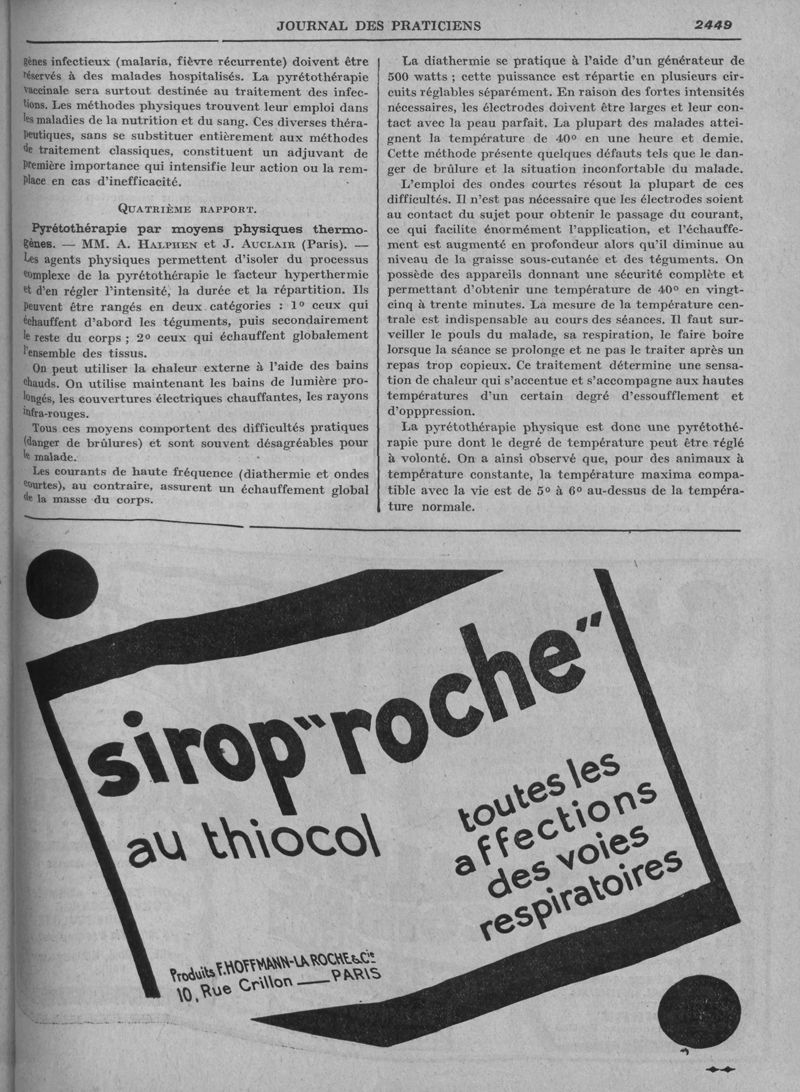 JOURNAL DES PRATICIENS
2449
gènes infectieux (malaria, fièvre récurrente) doivent être
réservés à des malades hospitalisés. La pyrétothérapie
vaccinale sera surtout destinée au traitement des infec-
tions. Les méthodes physiques trouvent leur emploi dans
les maladies de la nutrition et du sang. Ces diverses théra-
peutiques, sans se substituer entièrement aux méthodes
de traitement classiques, constituent un adjuvant de
première importance qui intensifie leur action ou la rem-
place en cas d'inefficacité.
QUATRIÈME RAPPORT.
Pyrétothérapie par moyens physiques thermo-
gènes. — MM. A. HALPHEN et J. AUCLAIR (Paris). —
Les agents physiques permettent d'isoler du processus
complexe de la pyrétothérapie le facteur hyperthermie
et d'en régler l'intensité, la durée et la répartition. Ils
peuvent être rangés en deux catégories : 1º ceux qui
échauffent d'abord les téguments, puis secondairement
le reste du corps ; 2º ceux qui échauffent globalement
l'ensemble des tissus.
On peut utiliser la chaleur externe à l'aide des bains
chauds. On utilise maintenant les bains de lumière pro-
longés, les couvertures électriques chauffantes, les rayons
infra-rouges.
Tous ces moyens comportent des difficultés pratiques
(danger de brûlures) et sont souvent désagréables pour
le malade.
Les courants de haute fréquence (diathermie et ondes
courtes), au contraire, assurent un échauffement global
de la masse du corps.
La diathermie se pratique à l'aide d'un générateur de
500 watts ; cette puissance est répartie en plusieurs cir-
cuits réglables séparément. En raison des fortes intensités
nécessaires, les électrodes doivent être larges et leur con-
tact avec la peau parfait. La plupart des malades attei-
gnent la température de 40º en une heure et demie.
Cette méthode présente quelques défauts tels que le dan-
ger de brûlure et la situation inconfortable du malade.
L'emploi des ondes courtes résout la plupart de ces
difficultés. Il n'est pas nécessaire que les électrodes soient
au contact du sujet pour obtenir le passage du courant,
ce qui facilite énormément l'application, et l'échauffe-
ment est augmenté en profondeur alors qu'il diminue au
niveau de la graisse sous-cutanée et des téguments. On
possède des appareils donnant une sécurité complète et
permettant d'obtenir une température de 40º en vingt-
cinq à trente minutes. La mesure de la température cen-
trale est indispensable au cours des séances. Il faut sur-
veiller le pouls du malade, sa respiration, le faire boire
lorsque la séance se prolonge et ne pas le traiter après un
repas trop copieux. Ce traitement détermine une sensa-
tion de chaleur qui s'accentue et s'accompagne aux hautes
températures d'un certain degré d'essoufflement et
d'opppression.
La pyrétothérapie physique est donc une pyrétothé-
rapie pure dont le degré de température peut être réglé
à volonté. On a ainsi observé que, pour des animaux à
température constante, la température maxima compa-
tible avec la vie est de 5º à 6º au-dessus de la tempéra-
ture normale.
sirop "roche"
au thiocol
toutes les
affections
des voies
respiratoires
Produits F. HOFFMANN-LA ROCHE & Cie
10, Rue Crillon — PARIS